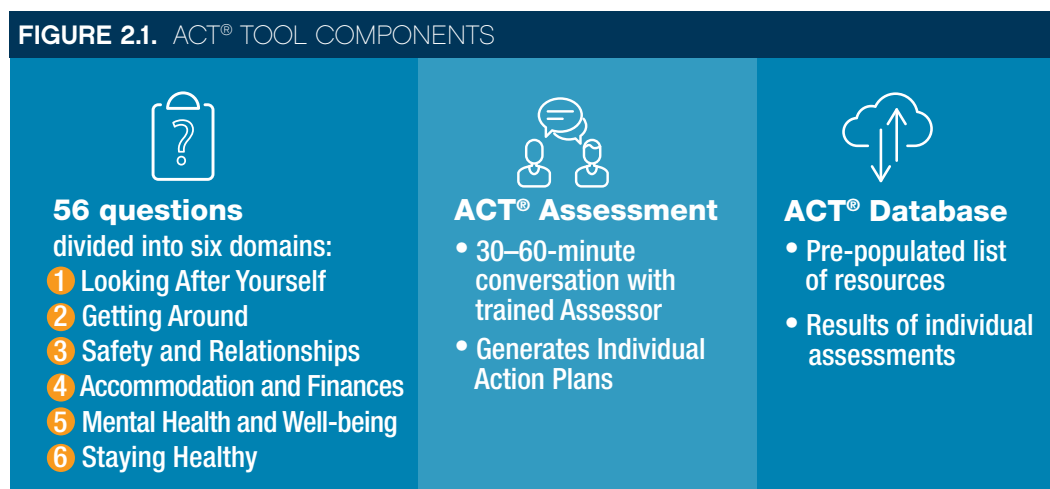 FIGURE 2.1. ACT® TOOL COMPONENTS
?
56 questions
divided into six domains:
1 Looking After Yourself
2 Getting Around
3 Safety and Relationships
4 Accommodation and Finances
5 Mental Health and Well-being
6 Staying Healthy
ACT® Assessment
• 30–60-minute
conversation with
trained Assessor
• Generates Individual
Action Plans
ACT® Database
• Pre-populated list
of resources
• Results of individual
assessments